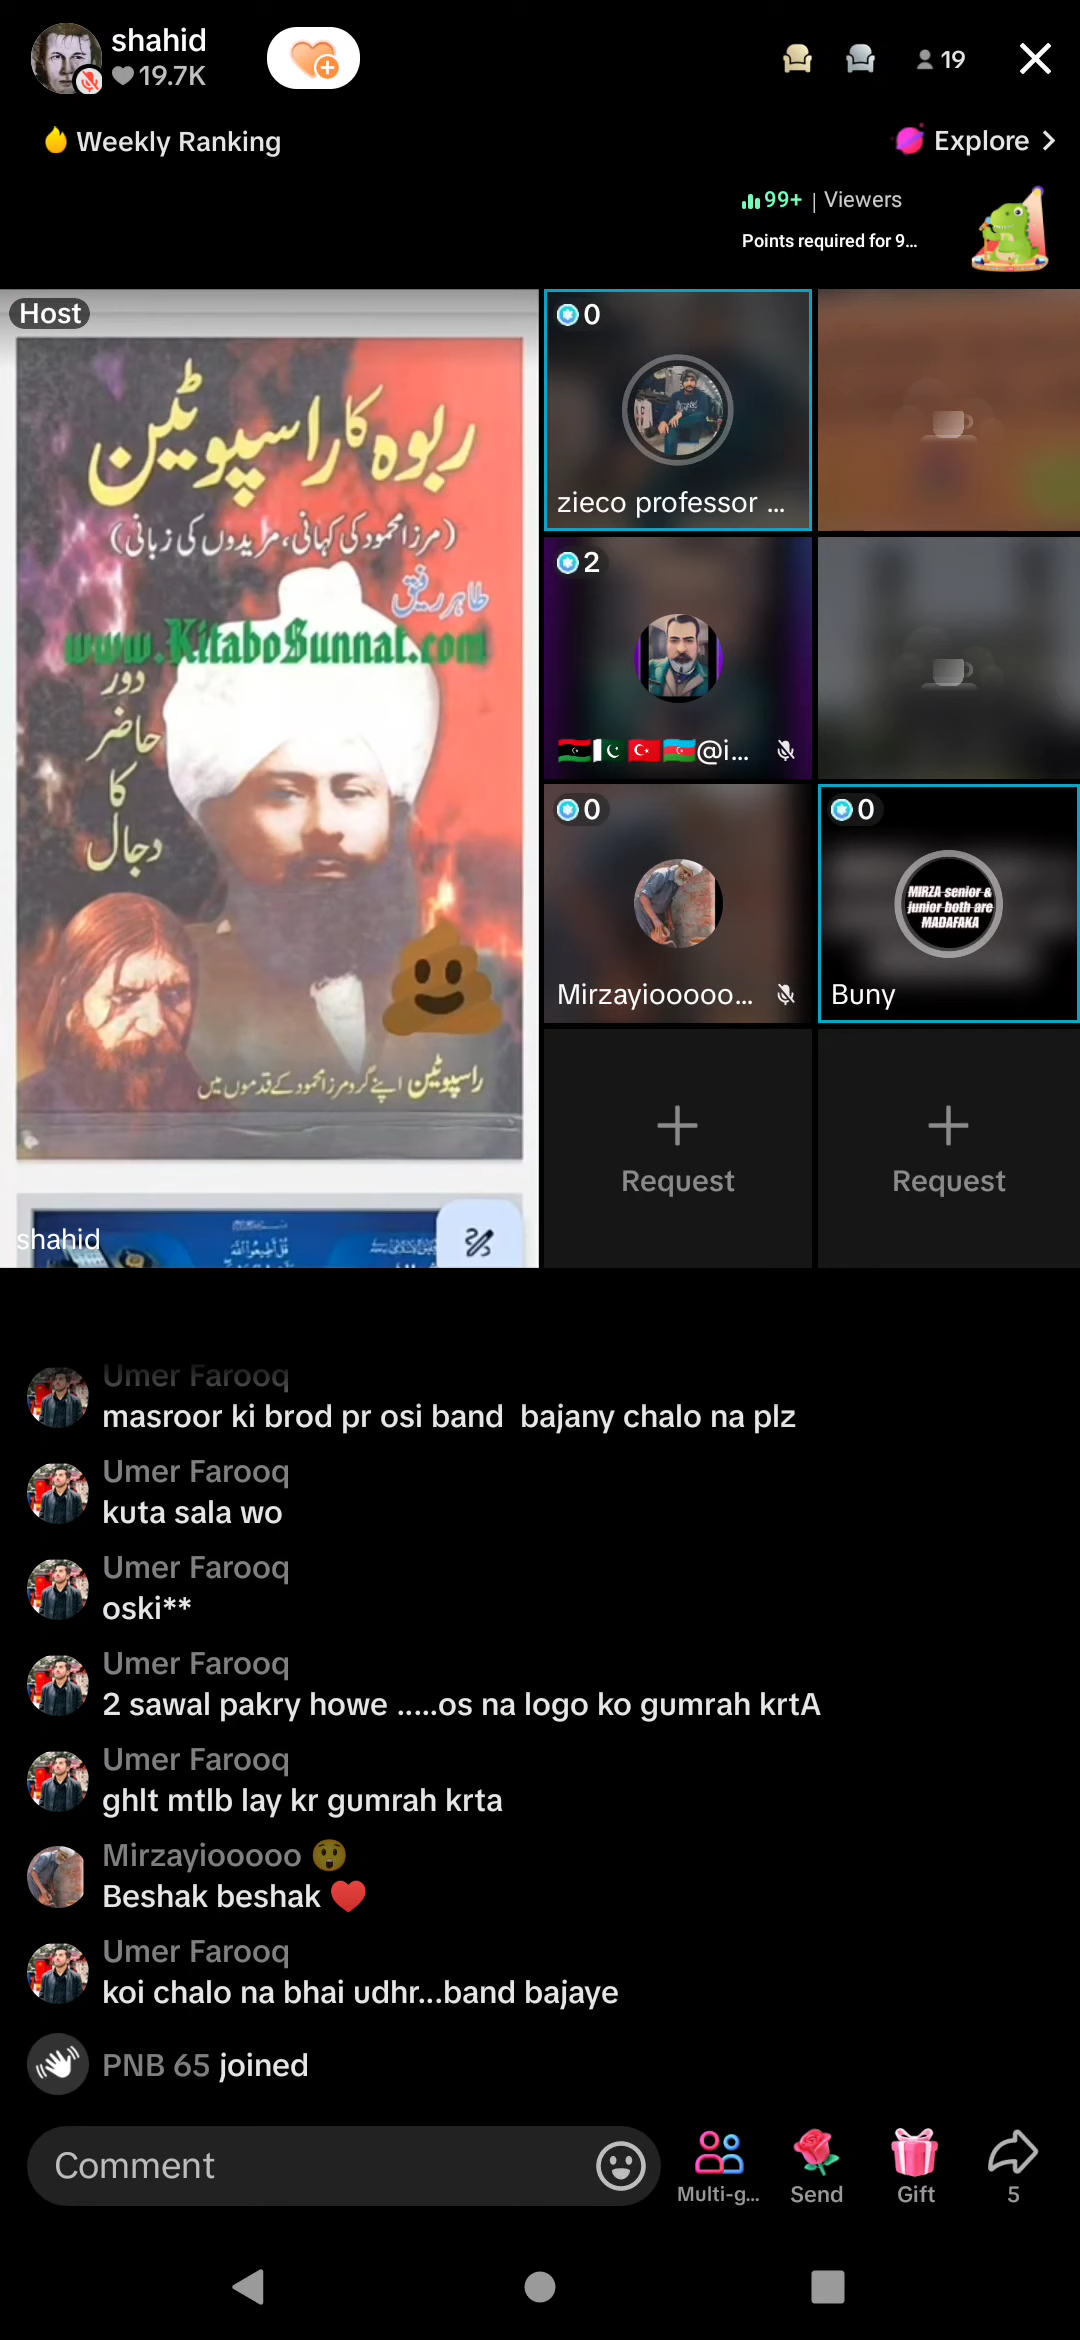 shahid
19.7K
19
Weekly Ranking
Explore
99+ | Viewers
Points required for 9...
Host
ربوہ کا راسپوٹین
(مرزا محمود کی کہانی، مریدوں کی زبانی)
طاہر رفیق
www.KitaboSunnat.com
دور
حاضر
کا
دجال
راسپوٹین اپنے گرو مرزا محمود کے قدموں میں
قُلْ أَطِيعُوا اللَّهَ
shahid
0
zieco professor ...
2
@i...
0
Mirzayiooooo...
0
MIRZA senior &
junior both are
MADAFAKA
Buny
Request
Request
Umer Farooq
masroor ki brod pr osi band bajany chalo na plz
Umer Farooq
kuta sala wo
Umer Farooq
oski**
Umer Farooq
2 sawal pakry howe .....os na logo ko gumrah krtA
Umer Farooq
ghlt mtlb lay kr gumrah krta
Mirzayiooooo 😲
Beshak beshak ♥️
Umer Farooq
koi chalo na bhai udhr...band bajaye
PNB 65 joined
Comment
Multi-g...
Send
Gift
5